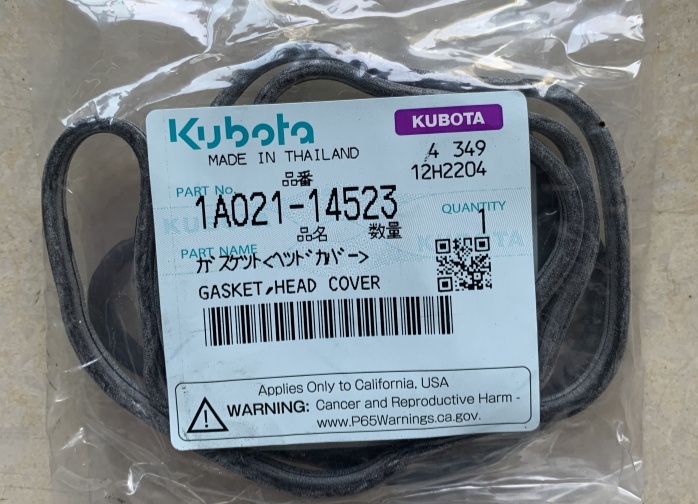 Kubota KUBOTA
MADE IN THAILAND 4 349
品番 12H2204
PART No.
1A021-14523
品名 数量 QUANTITY 1
PART NAME
ガスケット<ヘッドカバー>
GASKET,HEAD COVER
Applies Only to California, USA
WARNING: Cancer and Reproductive Harm -
www.P65Warnings.ca.gov.
KUBOTA KUBOTA